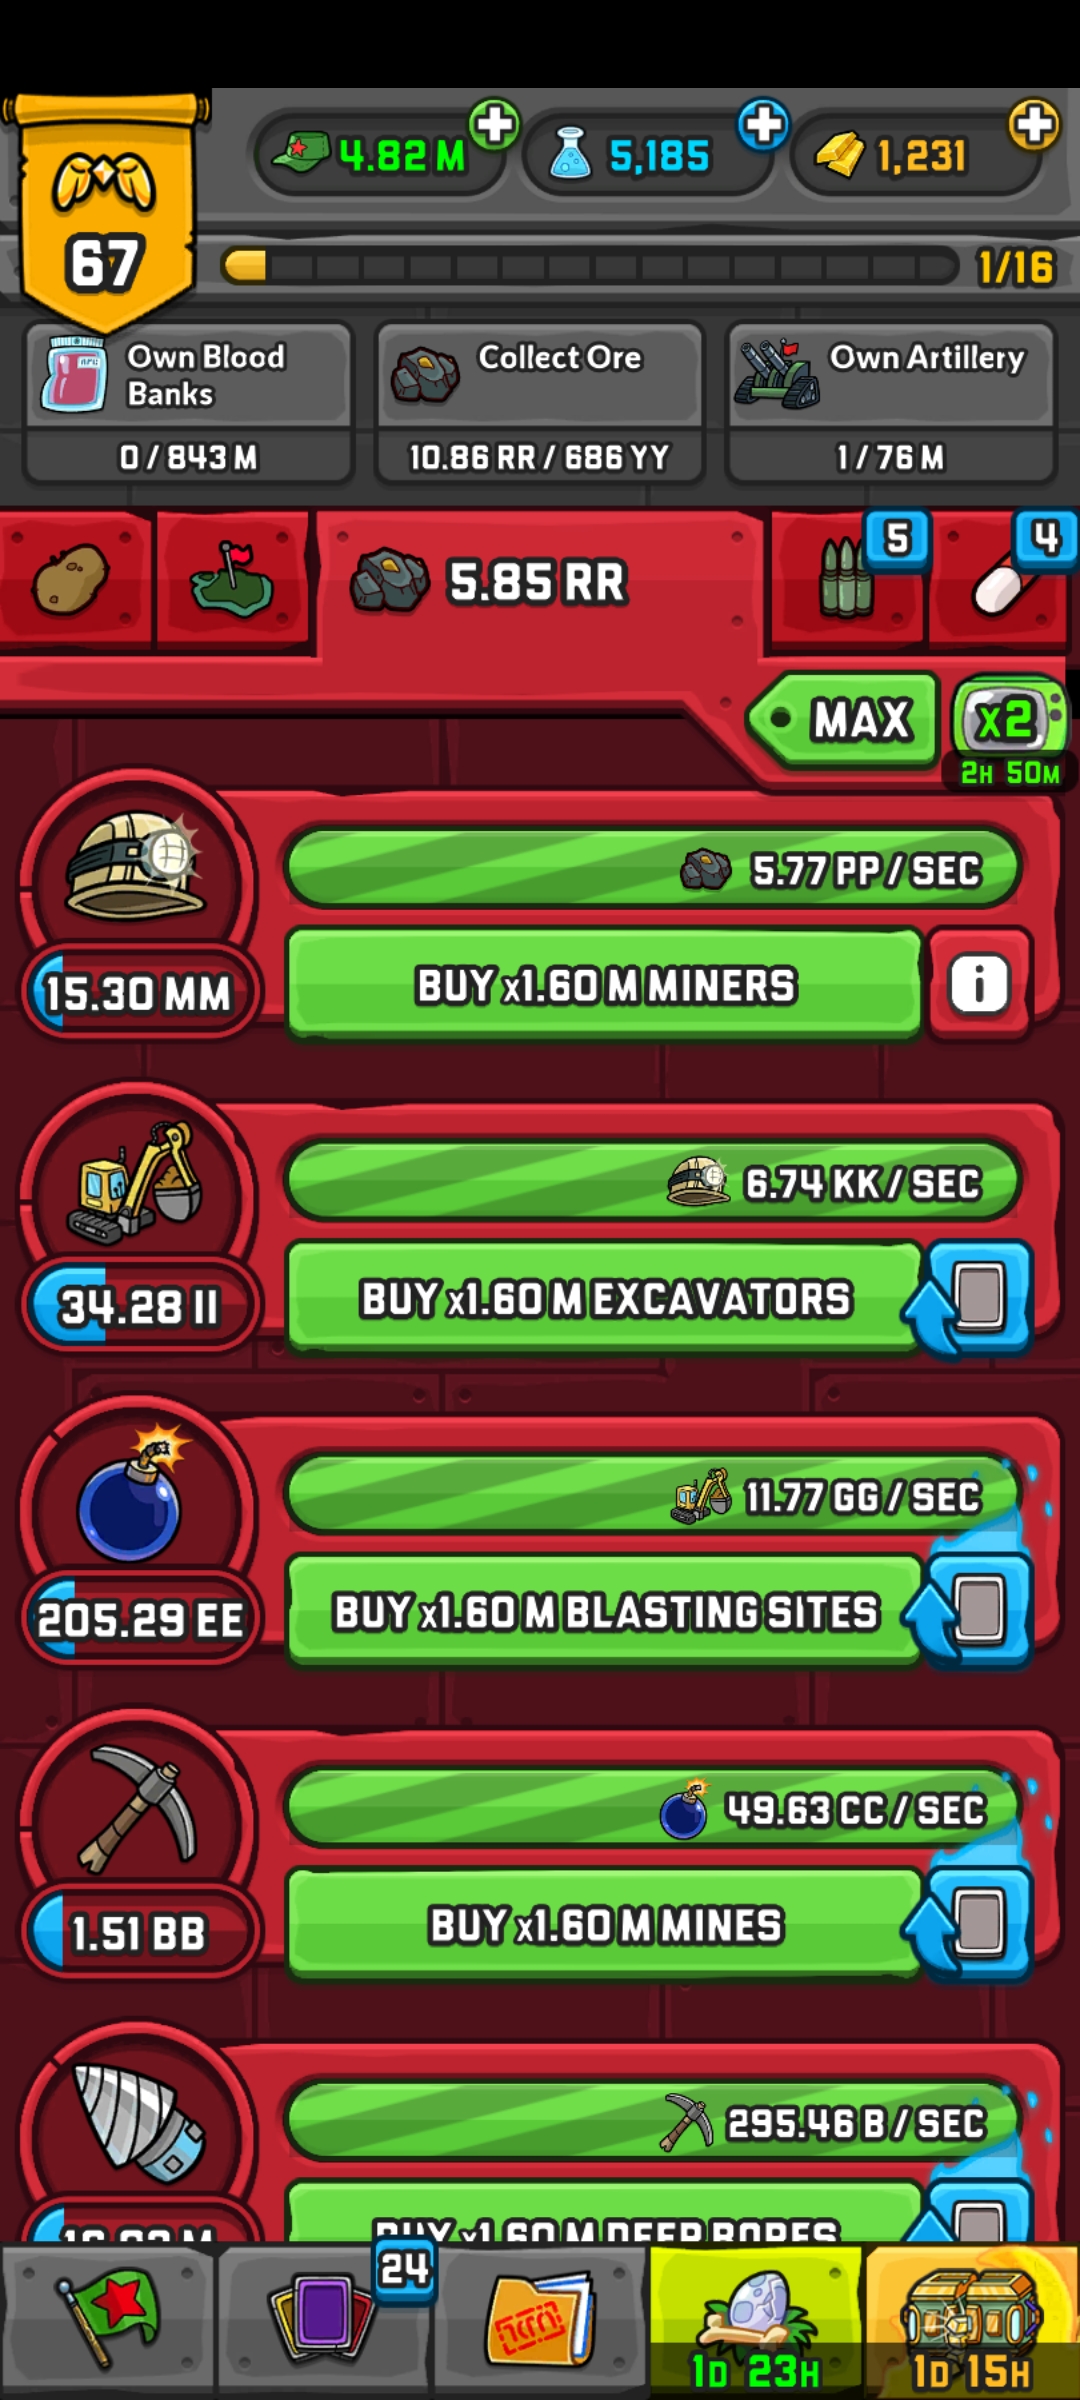 4.82 M
5,185
1,231
67
1/16
Own Blood Banks
0 / 843 M
Collect Ore
10.86 RR / 686 YY
Own Artillery
1 / 76 M
5.85 RR
5
4
MAX
x2
2H 50M
5.77 PP / SEC
15.30 MM
BUY x1.60 M MINERS
i
6.74 KK / SEC
34.28 II
BUY x1.60 M EXCAVATORS
11.77 GG / SEC
205.29 EE
BUY x1.60 M BLASTING SITES
49.63 CC / SEC
1.51 BB
BUY x1.60 M MINES
295.46 B / SEC
BUY x1.60 M DEEP BORES
24
1D 23H
1D 15H